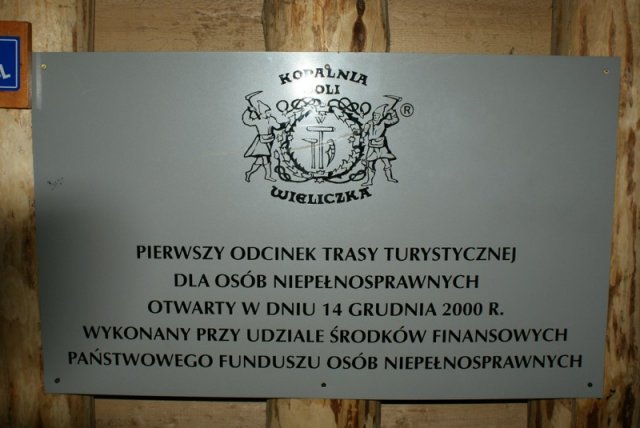 KOPALNIA
SOLI
®
WIELICZKA
PIERWSZY ODCINEK TRASY TURYSTYCZNEJ
DLA OSÓB NIEPEŁNOSPRAWNYCH
OTWARTY W DNIU 14 GRUDNIA 2000 R.
WYKONANY PRZY UDZIALE ŚRODKÓW FINANSOWYCH
PAŃSTWOWEGO FUNDUSZU OSÓB NIEPEŁNOSPRAWNYCH